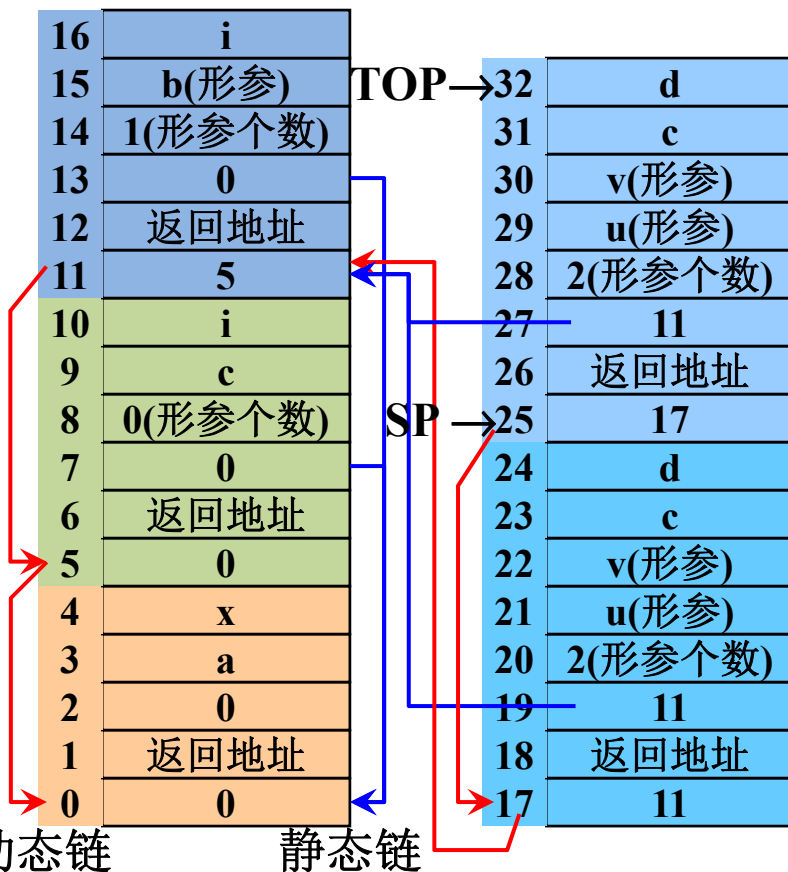 16 i
15 b(形参)
14 1(形参个数)
13 0
12 返回地址
11 5
10 i
9 c
8 0(形参个数)
7 0
6 返回地址
5 0
4 x
3 a
2 0
1 返回地址
0 0
动态链 静态链
TOP→32 d
31 c
30 v(形参)
29 u(形参)
28 2(形参个数)
27 11
26 返回地址
SP→25 17
24 d
23 c
22 v(形参)
21 u(形参)
20 2(形参个数)
19 11
18 返回地址
17 11